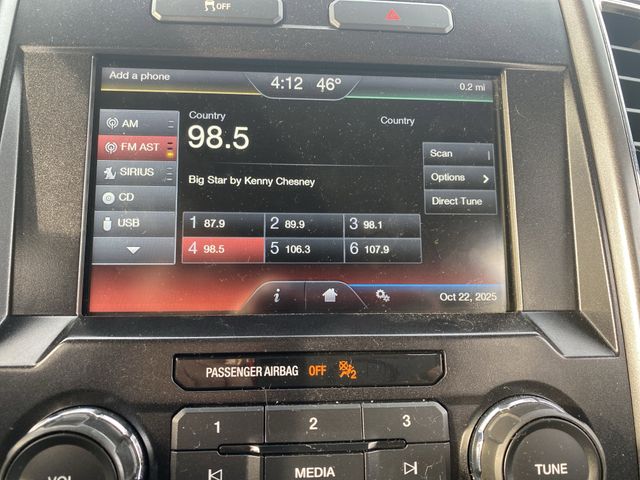 OFF
Add a phone 4:12 46° 0.2 mi
AM
FM AST
SIRIUS
CD
USB
Country Country
98.5
Big Star by Kenny Chesney
Scan
Options
Direct Tune
1 87.9 2 89.9 3 98.1
4 98.5 5 106.3 6 107.9
i Oct 22, 2025
PASSENGER AIRBAG OFF 2
1 2 3
VOL MEDIA TUNE